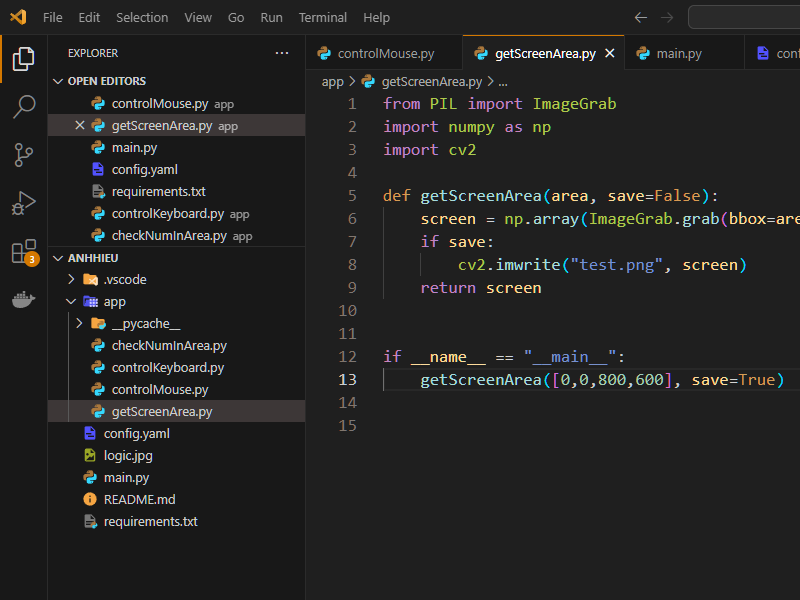 File Edit Selection View Go Run Terminal Help
EXPLORER ...
OPEN EDITORS
controlMouse.py app
getScreenArea.py app
main.py
config.yaml
requirements.txt
controlKeyboard.py app
checkNumInArea.py app
ANHHIEU
.vscode
app
__pycache__
checkNumInArea.py
controlKeyboard.py
controlMouse.py
getScreenArea.py
config.yaml
logic.jpg
main.py
README.md
requirements.txt
3
controlMouse.py getScreenArea.py main.py conf
app > getScreenArea.py > ...
1 from PIL import ImageGrab
2 import numpy as np
3 import cv2
4
5 def getScreenArea(area, save=False):
6 screen = np.array(ImageGrab.grab(bbox=are
7 if save:
8 cv2.imwrite("test.png", screen)
9 return screen
10
11
12 if __name__ == "__main__":
13 getScreenArea([0,0,800,600], save=True)
14
15